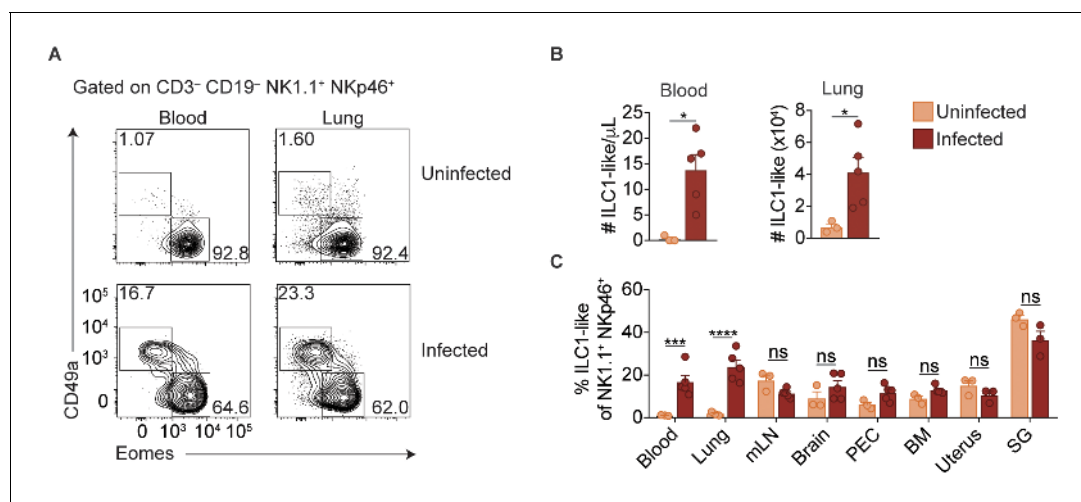 A
Gated on CD3⁻ CD19⁻ NK1.1⁺ NKp46⁺
Blood
Lung
1.07
92.8
1.60
92.4
Uninfected
16.7
64.6
23.3
62.0
Infected
10⁵
10⁴
10³
0
0 10³ 10⁴ 10⁵
CD49a
Eomes
B
Blood
# ILC1-like/μL
25
20
15
10
5
0
*
Lung
# ILC1-like (x10⁴)
8
6
4
2
0
*
Uninfected
Infected
C
% ILC1-like
of NK1.1⁺ NKp46⁺
60
40
20
0
*** **** ns ns ns ns ns ns
Blood Lung mLN Brain PEC BM Uterus SG